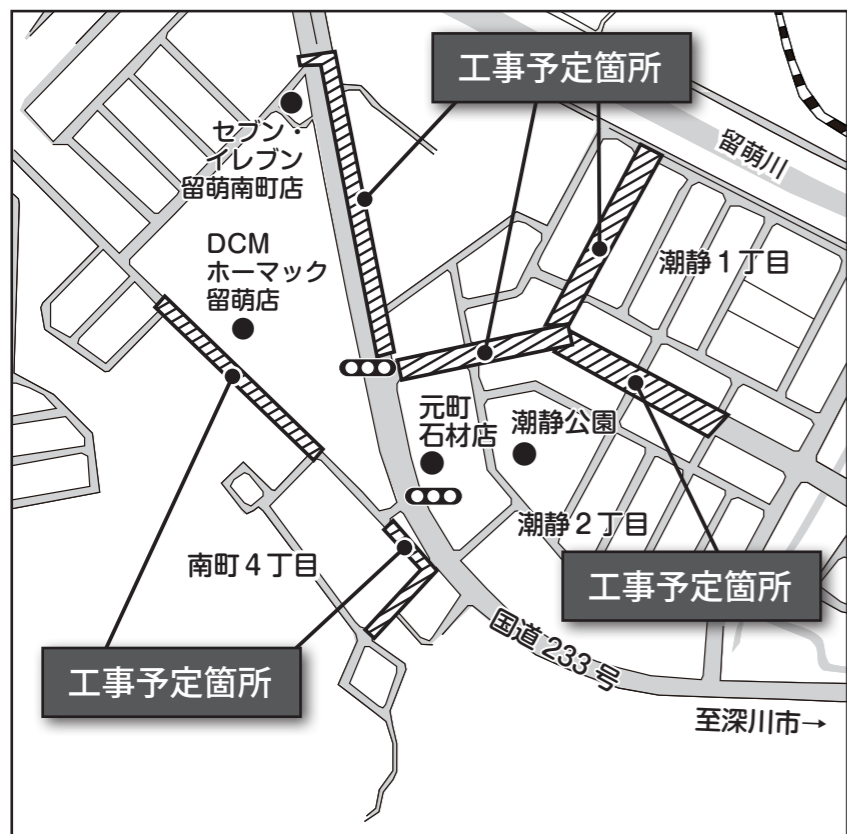 工事予定箇所
セブン・
イレブン
留萌南町店
留萌川
DCM
ホーマック
留萌店
潮静1丁目
元町
石材店
潮静公園
潮静2丁目
南町4丁目
工事予定箇所
国道233号
工事予定箇所
至深川市→